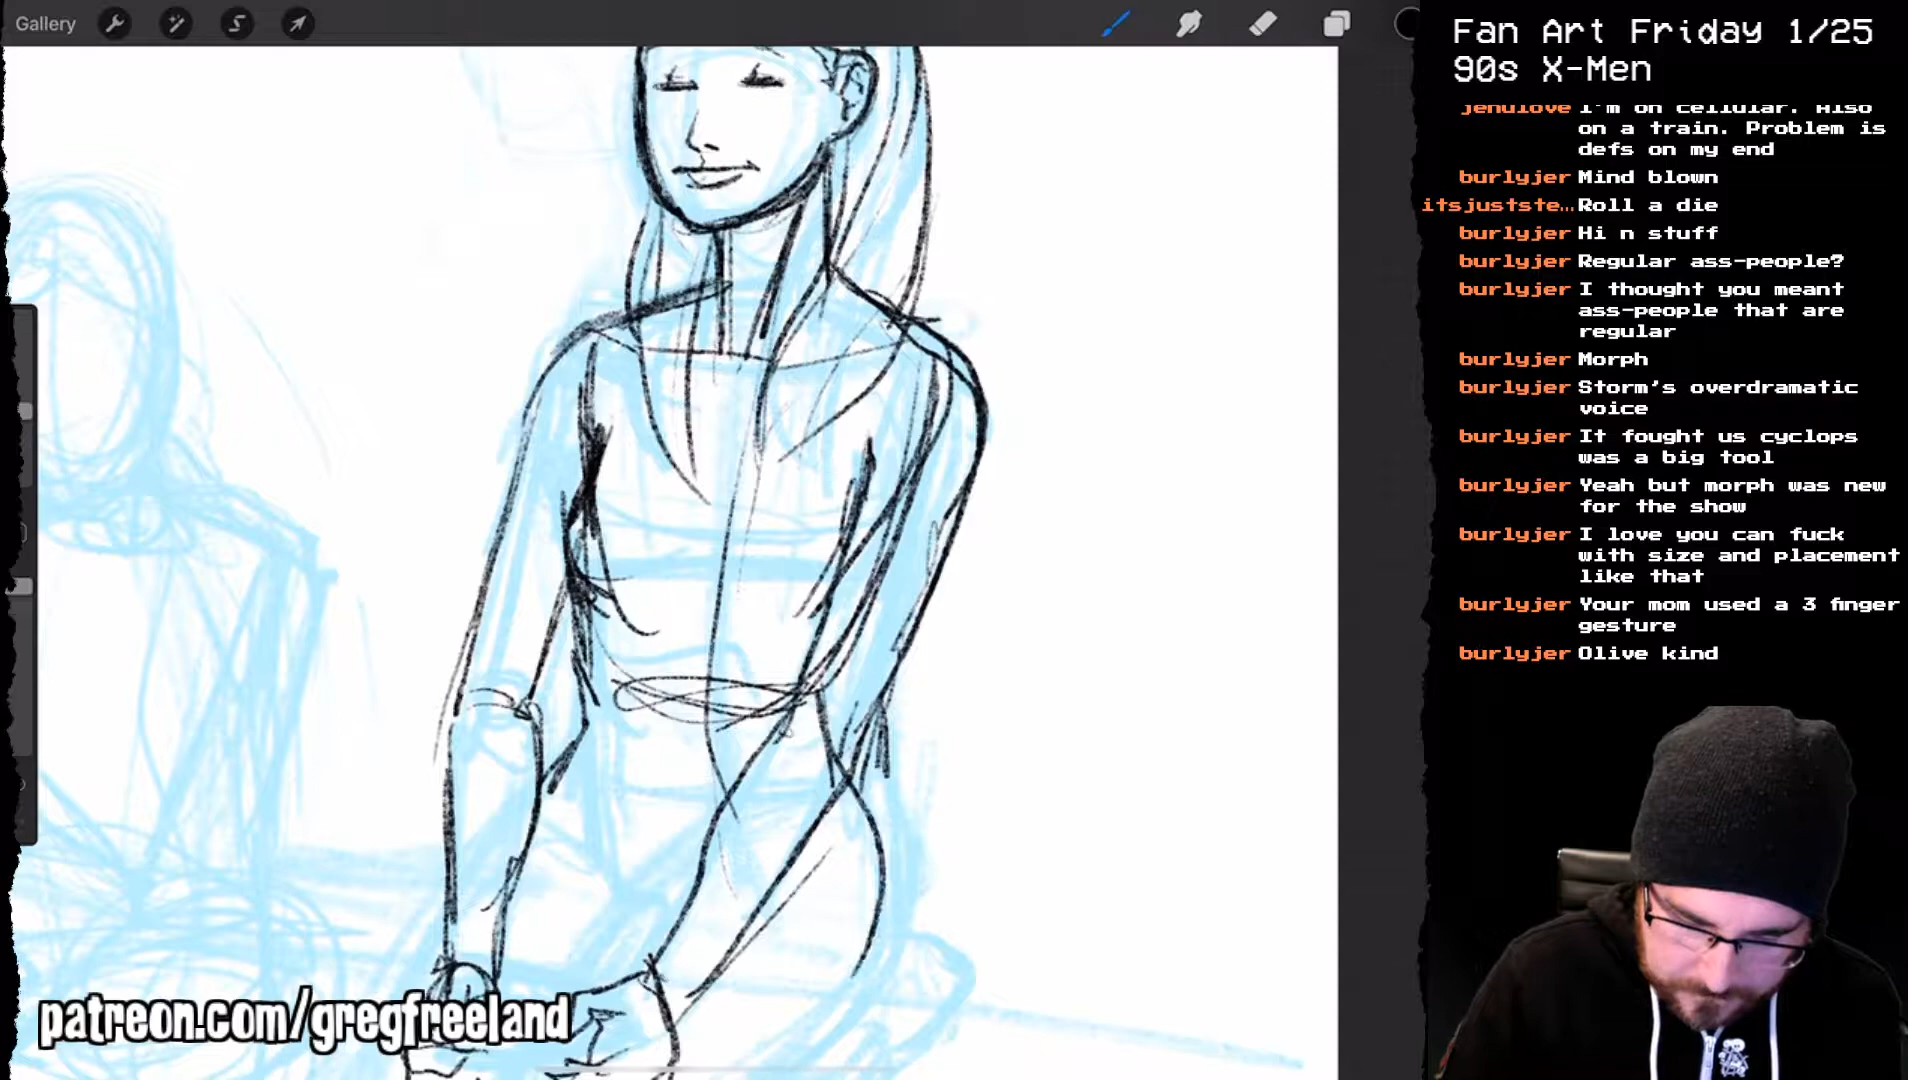 Gallery
Fan Art Friday 1/25
90s X-Men
jenulove I'm on cellular. Also
on a train. Problem is
defs on my end
burlyjer Mind blown
itsjustste… Roll a die
burlyjer Hi n stuff
burlyjer Regular ass-people?
burlyjer I thought you meant
ass-people that are
regular
burlyjer Morph
burlyjer Storm's overdramatic
voice
burlyjer It fought us cyclops
was a big tool
burlyjer Yeah but morph was new
for the show
burlyjer I love you can fuck
with size and placement
like that
burlyjer Your mom used a 3 finger
gesture
burlyjer Olive kind
patreon.com/gregfreeland